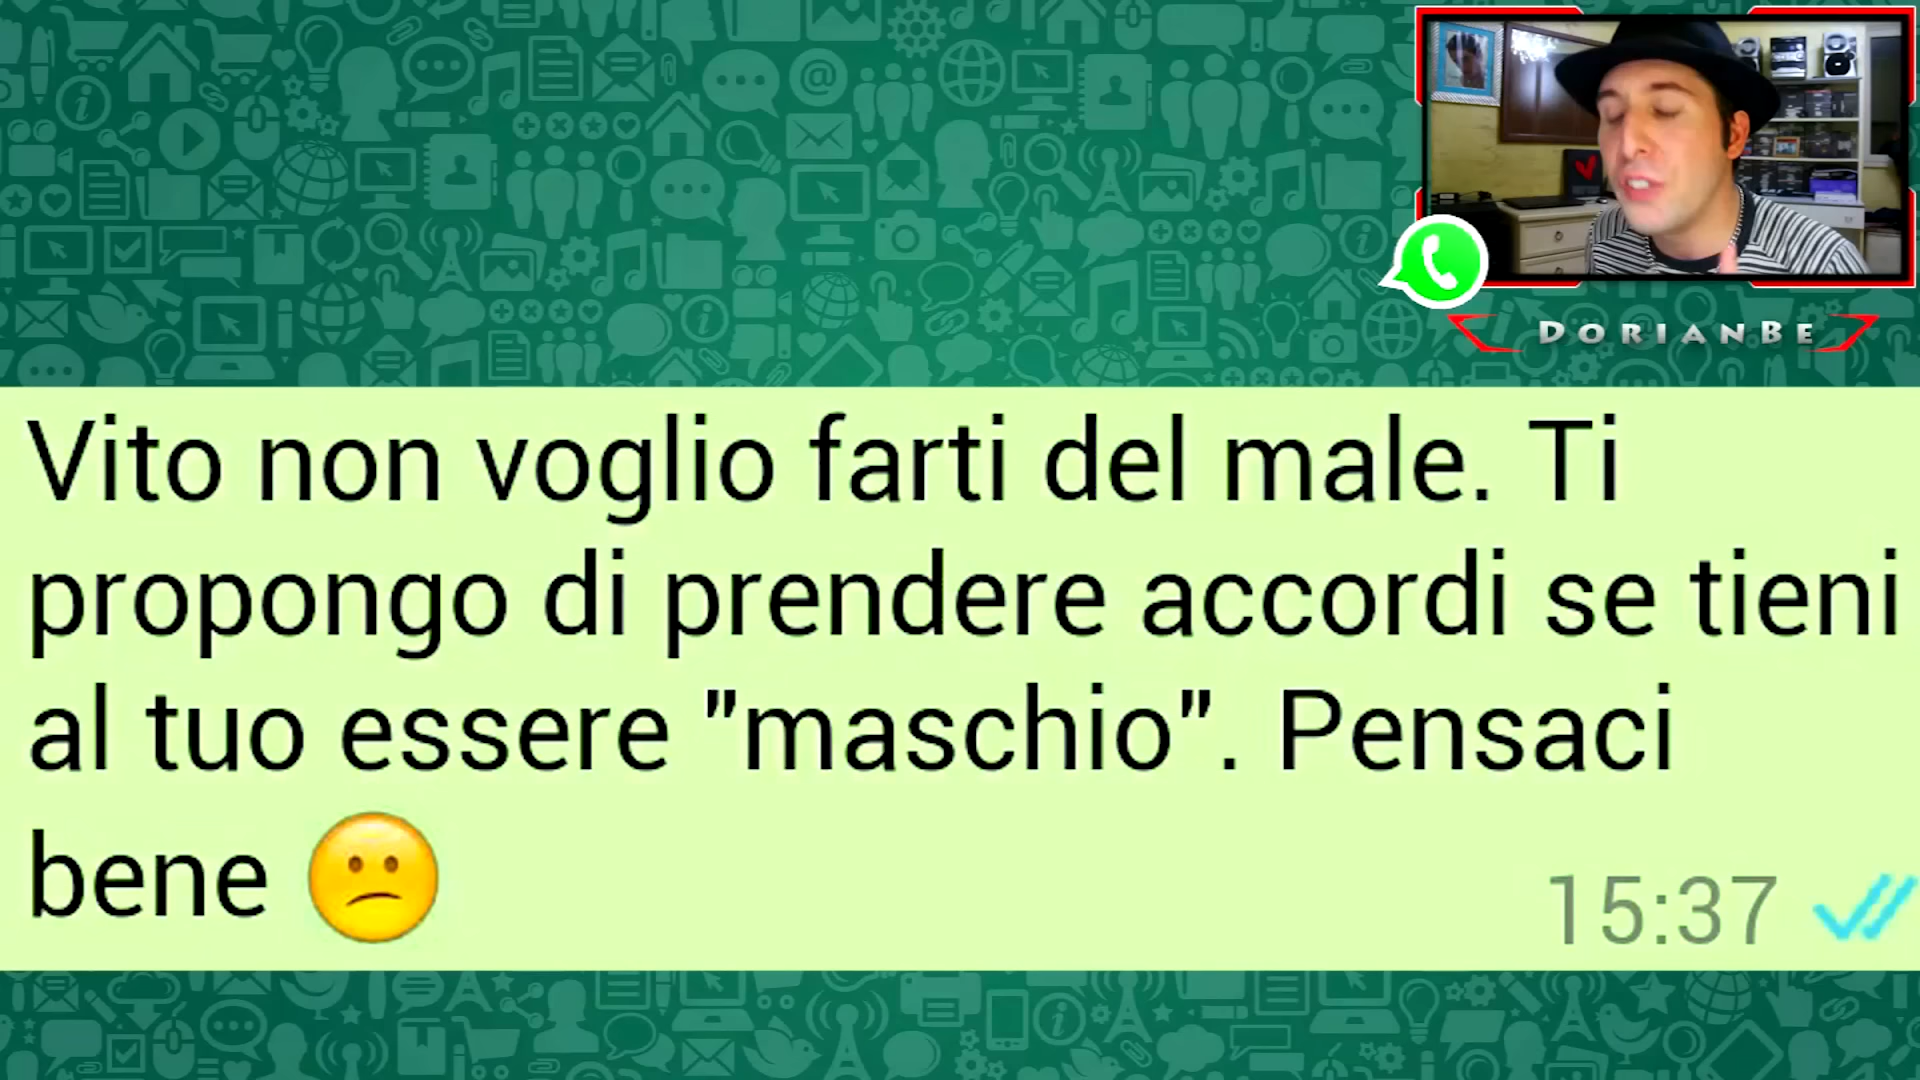 DORIANBE
Vito non voglio farti del male. Ti
propongo di prendere accordi se tieni
al tuo essere "maschio". Pensaci
bene 😕
15:37